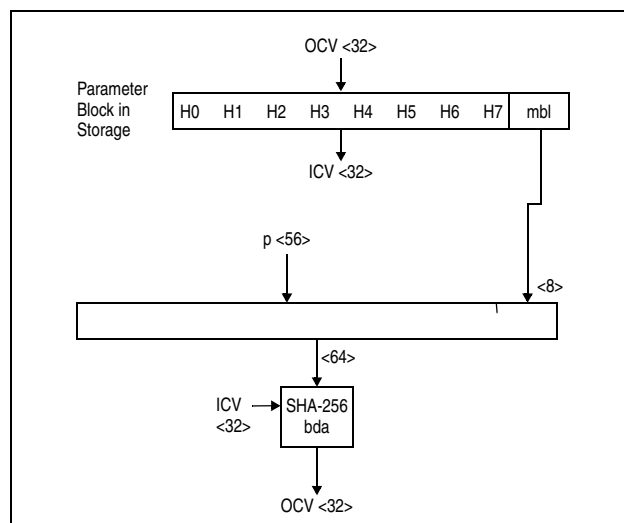 OCV <32>
Parameter
Block in
Storage
H0 H1 H2 H3 H4 H5 H6 H7 mbl
ICV <32>
p <56>
<8>
<64>
ICV
<32>
SHA-256
bda
OCV <32>